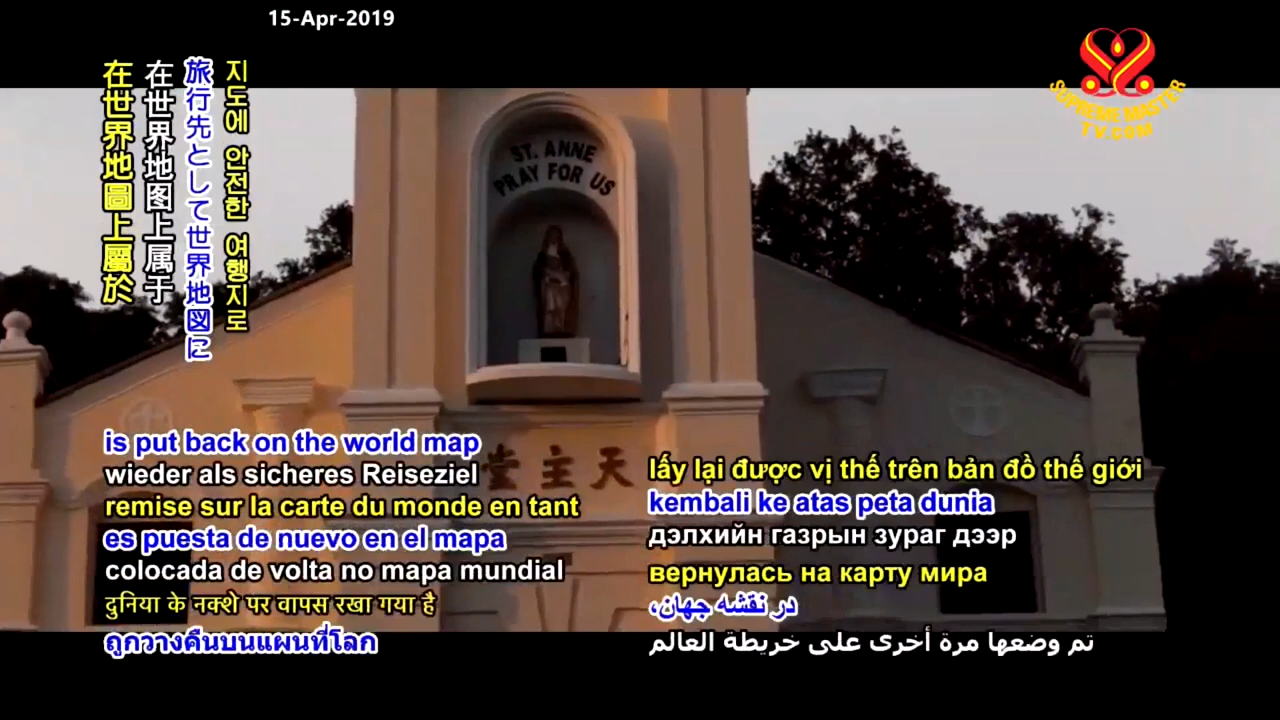 15-Apr-2019
SUPREME MASTER
TV.COM
在世界地圖上屬於
在世界地图上属于
旅行先として世界地図に
지도에 안전한 여행지로
ST. ANNE
PRAY FOR US
堂主天
is put back on the world map
wieder als sicheres Reiseziel
remise sur la carte du monde en tant
es puesta de nuevo en el mapa
colocada de volta no mapa mundial
दुनिया के नक्शे पर वापस रखा गया है
ถูกวางคืนบนแผนที่โลก
lấy lại được vị thế trên bản đồ thế giới
kembali ke atas peta dunia
дэлхийн газрын зураг дээр
вернулась на карту мира
در نقشه جهان،
تم وضعها مرة أخرى على خريطة العالم